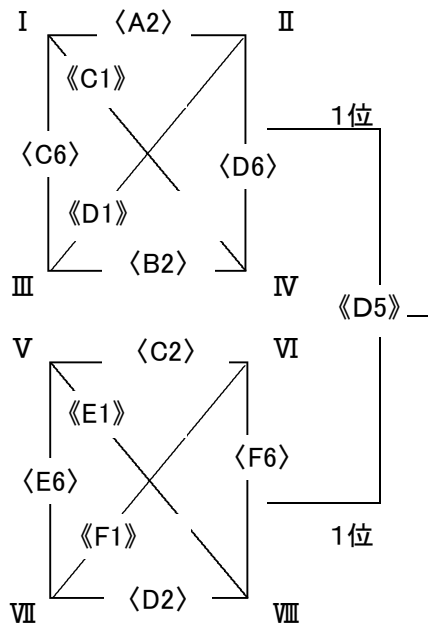 Ⅰ 〈A2〉 Ⅱ
《C1》
1位
〈C6〉 〈D6〉
《D1》
Ⅲ 〈B2〉 Ⅳ
《D5》
Ⅴ 〈C2〉 Ⅵ
《E1》
〈E6〉 〈F6〉
《F1》 1位
Ⅶ 〈D2〉 Ⅷ